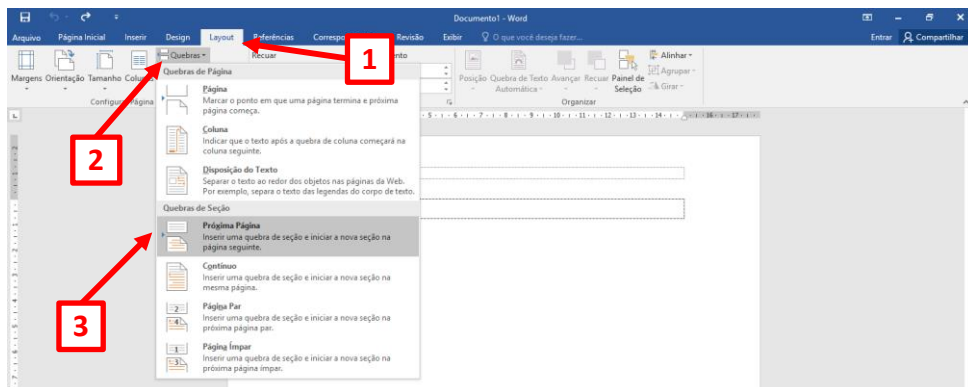 Documento1 - Word
Arquivo Página Inicial Inserir Design Layout Referências Revisão Exibir O que você deseja fazer... Entrar Compartilhar
1
Quebras Recuar
Alinhar
Agrupar
Girar
Margens Orientação Tamanho
Posição Quebra de Texto Automática Avançar Recuar Painel de Seleção
Página
Organizar
Quebras de Página
Página
Marcar o ponto em que uma página termina e próxima
página começa.
Coluna
Indicar que o texto após a quebra de coluna começará na
coluna seguinte.
Disposição do Texto
Separar o texto ao redor dos objetos nas páginas da Web.
Por exemplo, separa o texto das legendas do corpo de texto.
2
Quebras de Seção
Próxima Página
Inserir uma quebra de seção e iniciar a nova seção na
página seguinte.
Contínuo
Inserir uma quebra de seção e iniciar a nova seção na
mesma página.
3
Página Par
Inserir uma quebra de seção e iniciar a nova seção na
próxima página par.
Página Ímpar
Inserir uma quebra de seção e iniciar a nova seção na
próxima página ímpar.